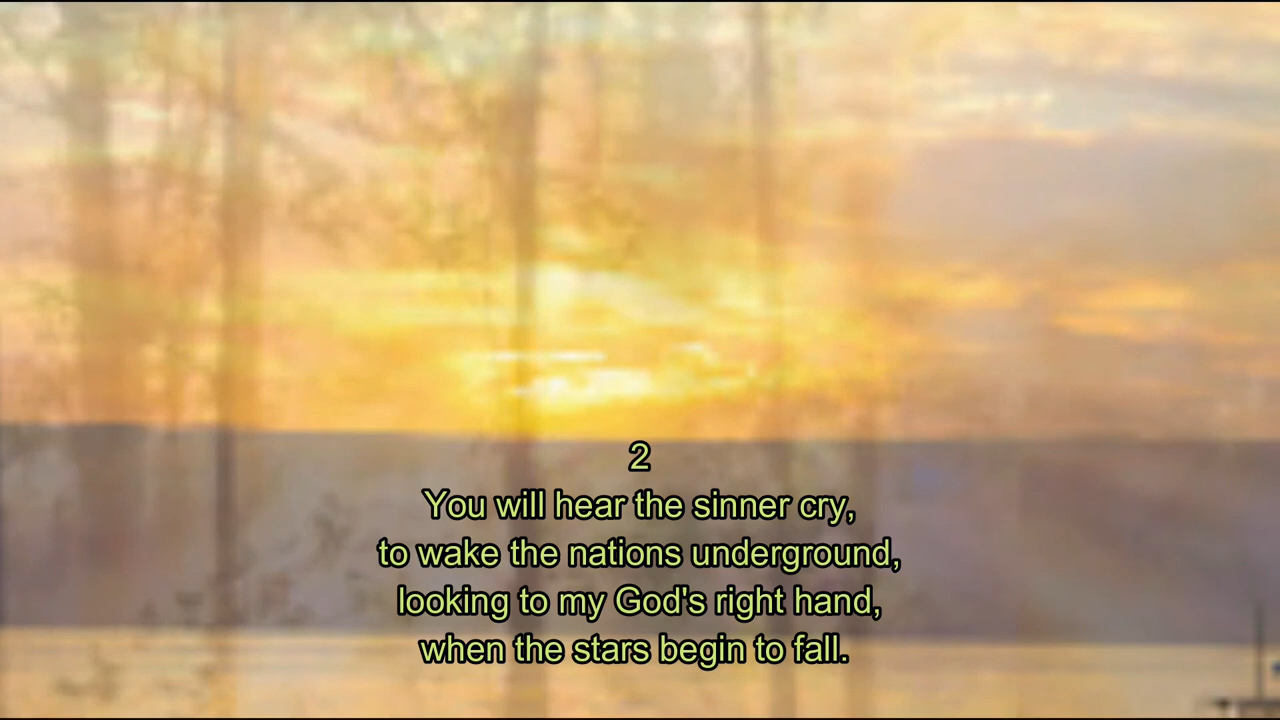 2
You will hear the sinner cry,
to wake the nations underground,
looking to my God's right hand,
when the stars begin to fall.